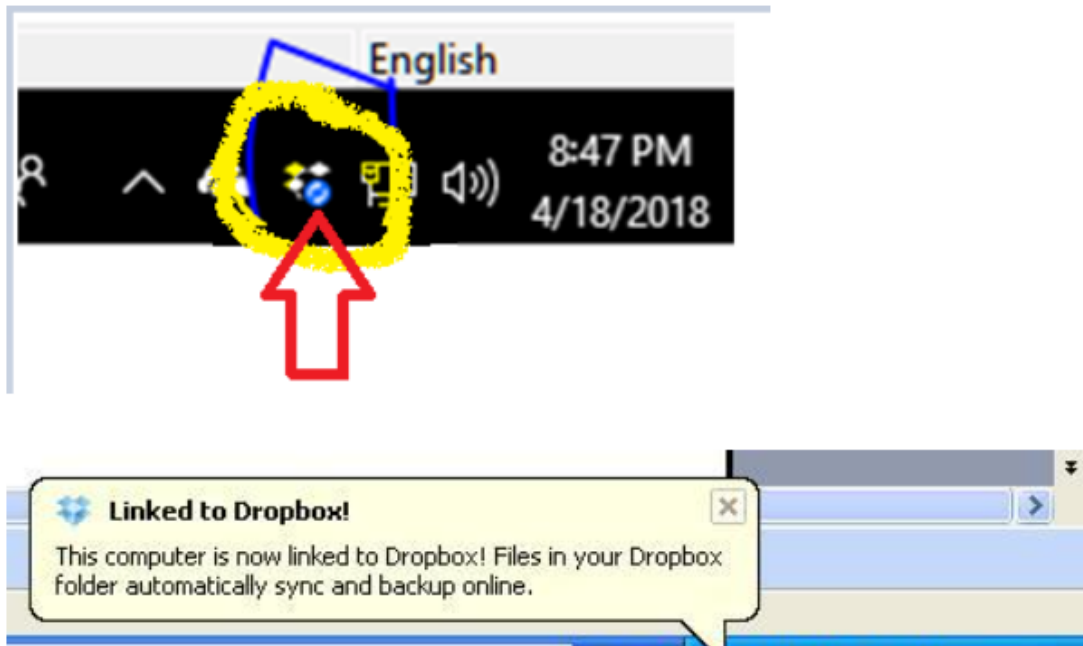 English
8:47 PM
4/18/2018
Linked to Dropbox!
This computer is now linked to Dropbox! Files in your Dropbox
folder automatically sync and backup online.